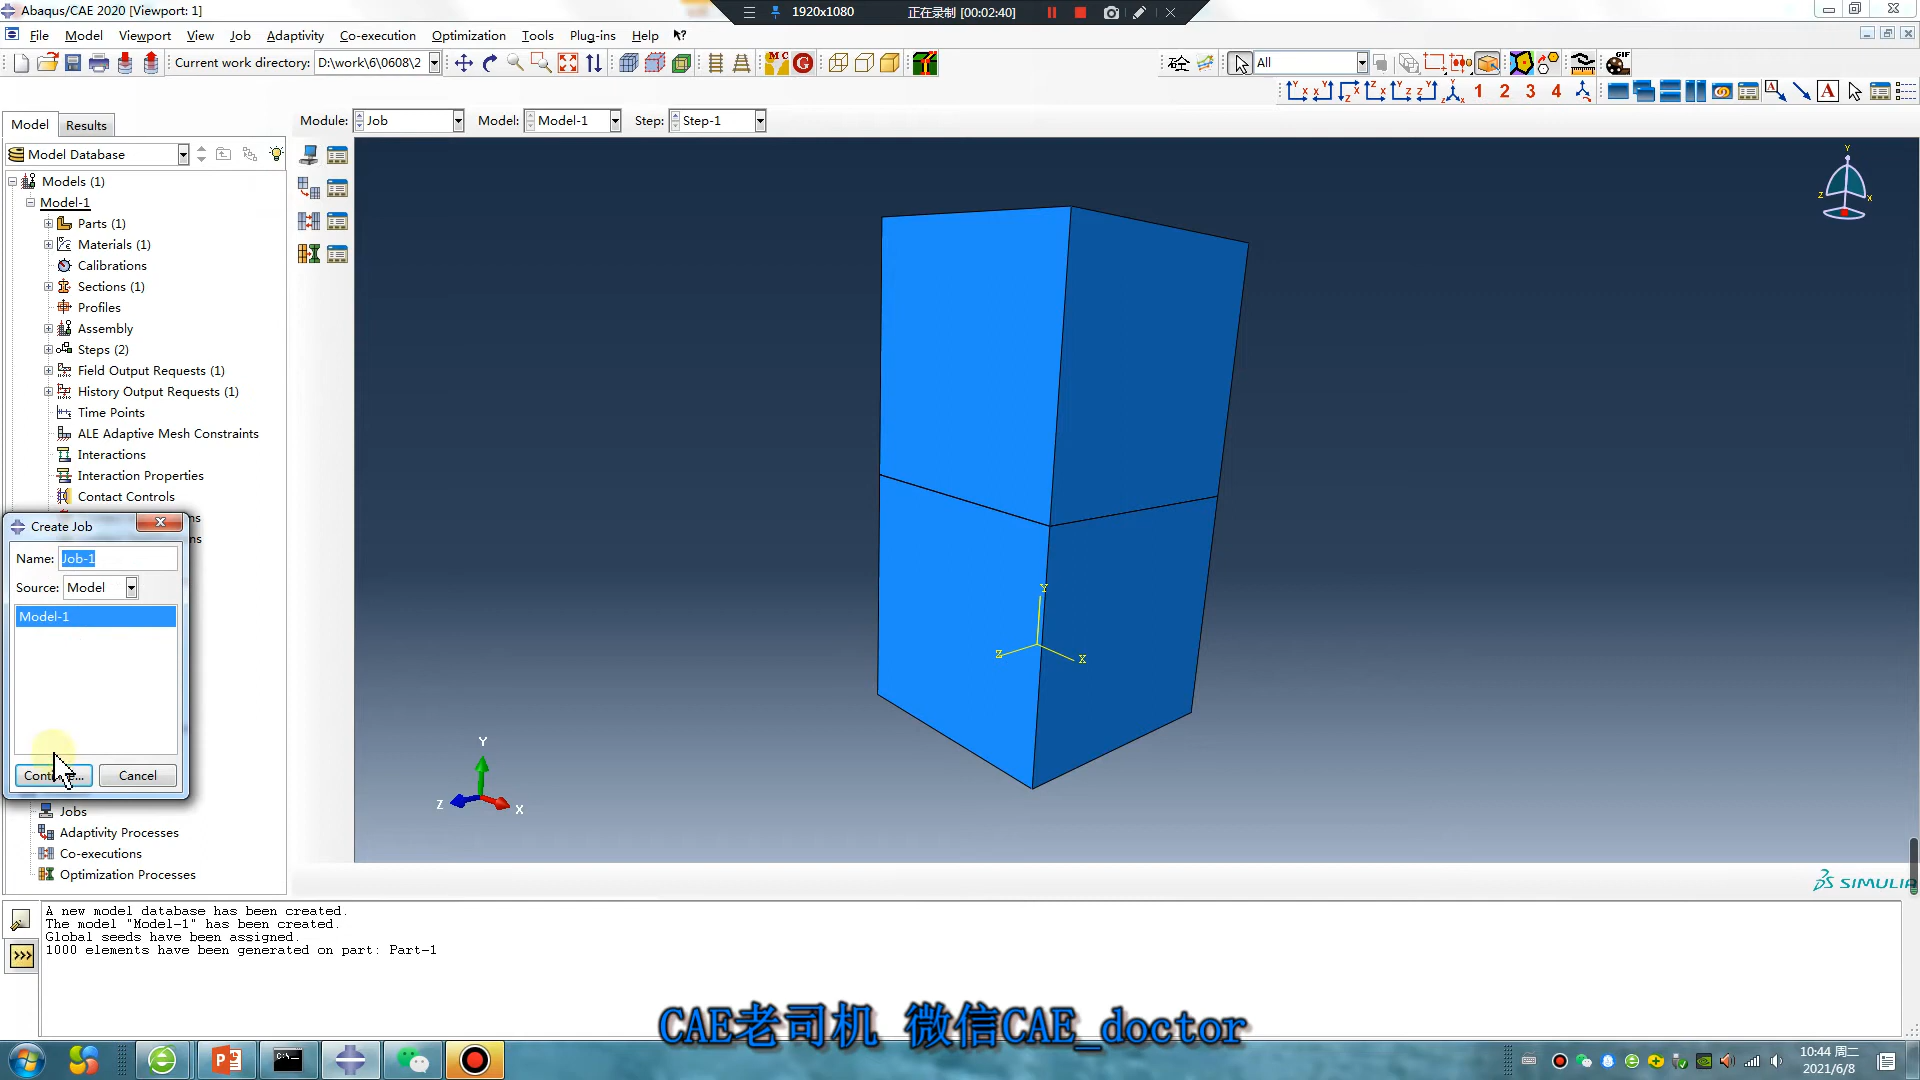 Abaqus/CAE 2020 [Viewport: 1]
1920x1080
正在录制 [00:02:40]
File Model Viewport View Job Adaptivity Co-execution Optimization Tools Plug-ins Help
Current work directory: D:\work\6\0608\2
All
1 2 3 4
Model Results
Module: Job Model: Model-1 Step: Step-1
Model Database
Models (1)
Model-1
Parts (1)
Materials (1)
Calibrations
Sections (1)
Profiles
Assembly
Steps (2)
Field Output Requests (1)
History Output Requests (1)
Time Points
ALE Adaptive Mesh Constraints
Interactions
Interaction Properties
Contact Controls
Create Job
Name: Job-1
Source: Model
Model-1
Cancel
Jobs
Adaptivity Processes
Co-executions
Optimization Processes
Y
Z
X
Y
Z
X
Y
Z
X
SIMULIA
A new model database has been created.
The model "Model-1" has been created.
Global seeds have been assigned.
1000 elements have been generated on part: Part-1
CAE老司机 微信CAE_doctor
10:44 周二
2021/6/8